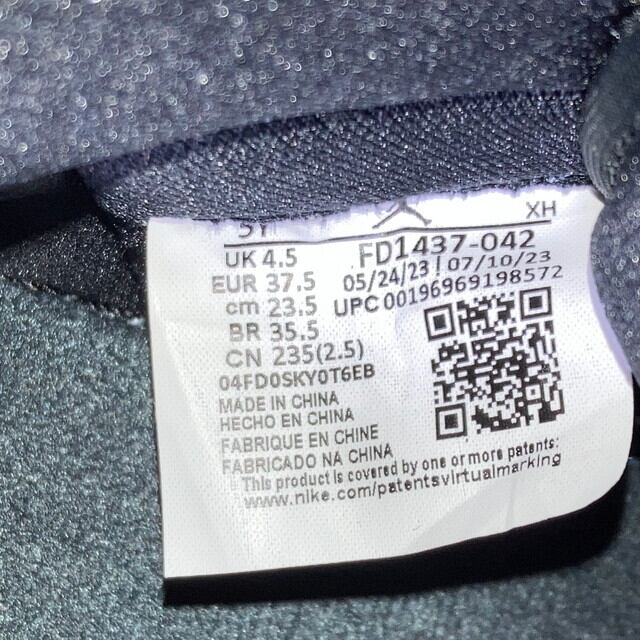 5Y
XH
UK 4.5
FD1437-042
EUR 37.5
05/24/23 | 07/10/23
cm 23.5
UPC 00196969198572
BR 35.5
CN 235(2.5)
04FD0SKY0T6EB
MADE IN CHINA
HECHO EN CHINA
FABRIQUE EN CHINE
FABRICADO NA CHINA
This product is covered by one or more patents:
www.nike.com/patentsvirtualmarking